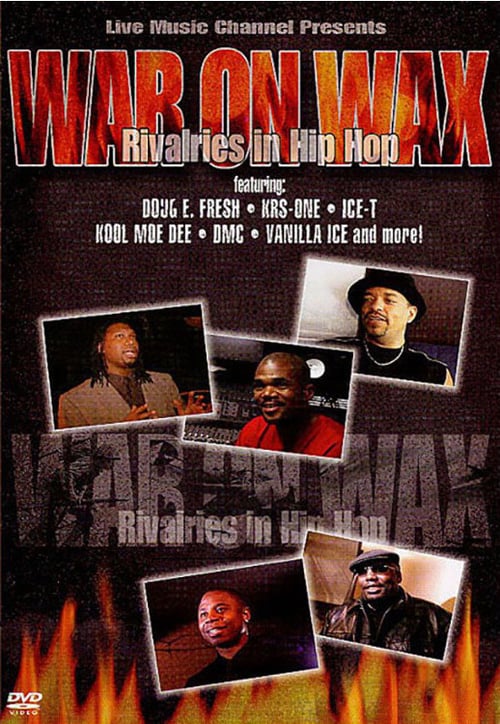 Live Music Channel Presents
WAR ON WAX
Rivalries in Hip Hop
featuring:
DOUG E. FRESH • KRS-ONE • ICE-T
KOOL MOE DEE • DMC • VANILLA ICE and more!
WAR ON WAX
Rivalries in Hip Hop
DVD
VIDEO